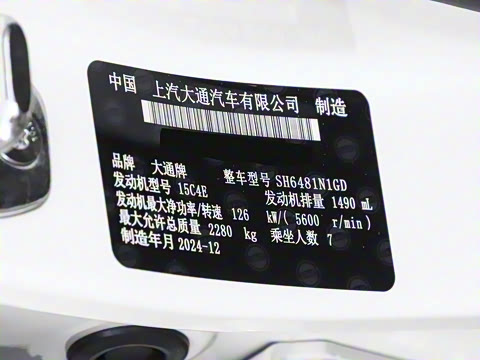 中国 上汽大通汽车有限公司 制造
品牌 大通牌 整车型号 SH6481N1GD
发动机型号 15C4E 发动机排量 1490 mL
发动机最大净功率/转速 126 kW/( 5600 r/min)
最大允许总质量 2280 kg 乘坐人数 7
制造年月 2024-12